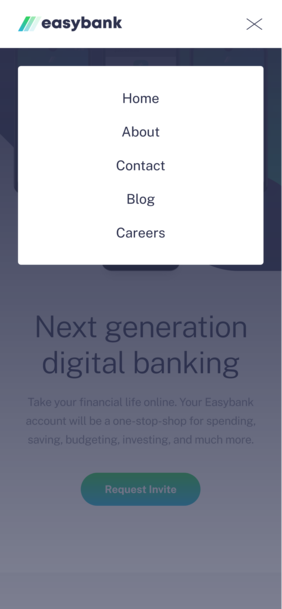 easybank
Home
About
Contact
Blog
Careers
Next generation
digital banking
Take your financial life online. Your Easybank
account will be a one-stop-shop for spending,
saving, budgeting, investing, and much more.
Request Invite